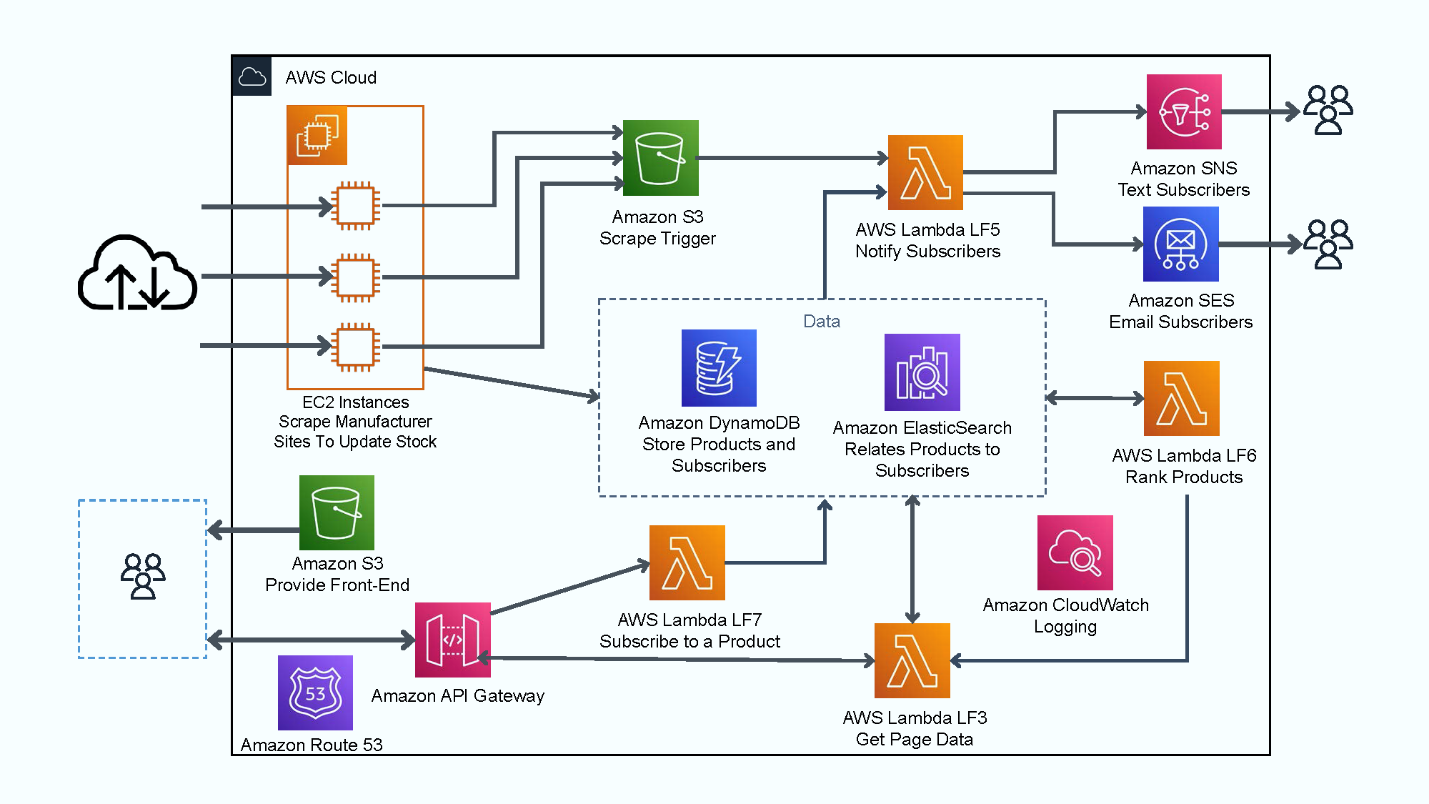 AWS Cloud
Amazon S3
Scrape Trigger
AWS Lambda LF5
Notify Subscribers
Amazon SNS
Text Subscribers
Amazon SES
Email Subscribers
EC2 Instances
Scrape Manufacturer
Sites To Update Stock
Data
Amazon DynamoDB
Store Products and
Subscribers
Amazon ElasticSearch
Relates Products to
Subscribers
AWS Lambda LF6
Rank Products
Amazon S3
Provide Front-End
AWS Lambda LF7
Subscribe to a Product
Amazon CloudWatch
Logging
</>
Amazon API Gateway
53
Amazon Route 53
AWS Lambda LF3
Get Page Data